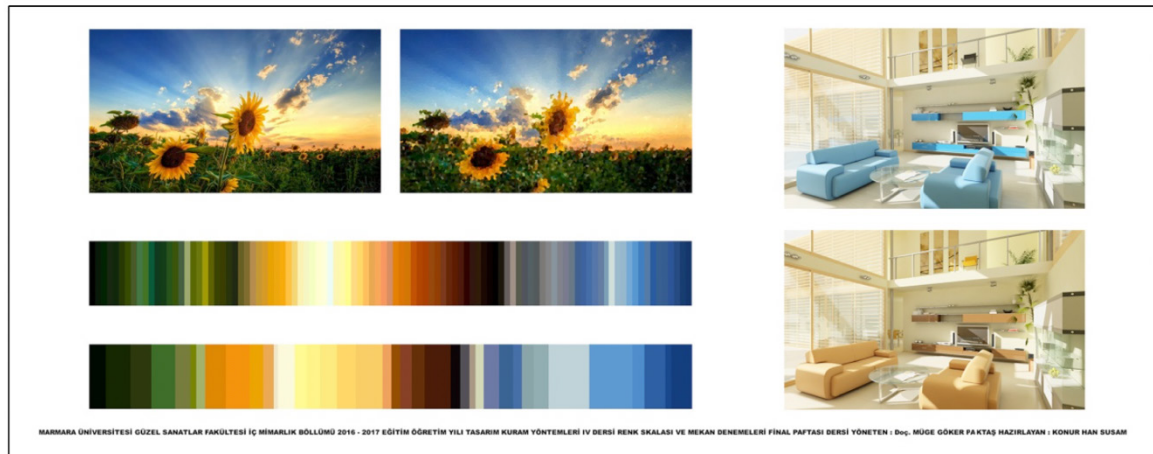 MARMARA ÜNİVERSİTESİ GÜZEL SANATLAR FAKÜLTESİ İÇ MİMARLIK BÖLLÜMÜ 2016 - 2017 EĞİTİM ÖĞRETİM YILI TASARIM KURAM YÖNTEMLERİ IV DERSİ RENK SKALASI VE MEKAN DENEMELERİ FİNAL PAFTASI DERSİ YÖNETEN : Doç. MÜGE GÖKER PAKTAŞ HAZIRLAYAN : KONUR HAN SUSAM